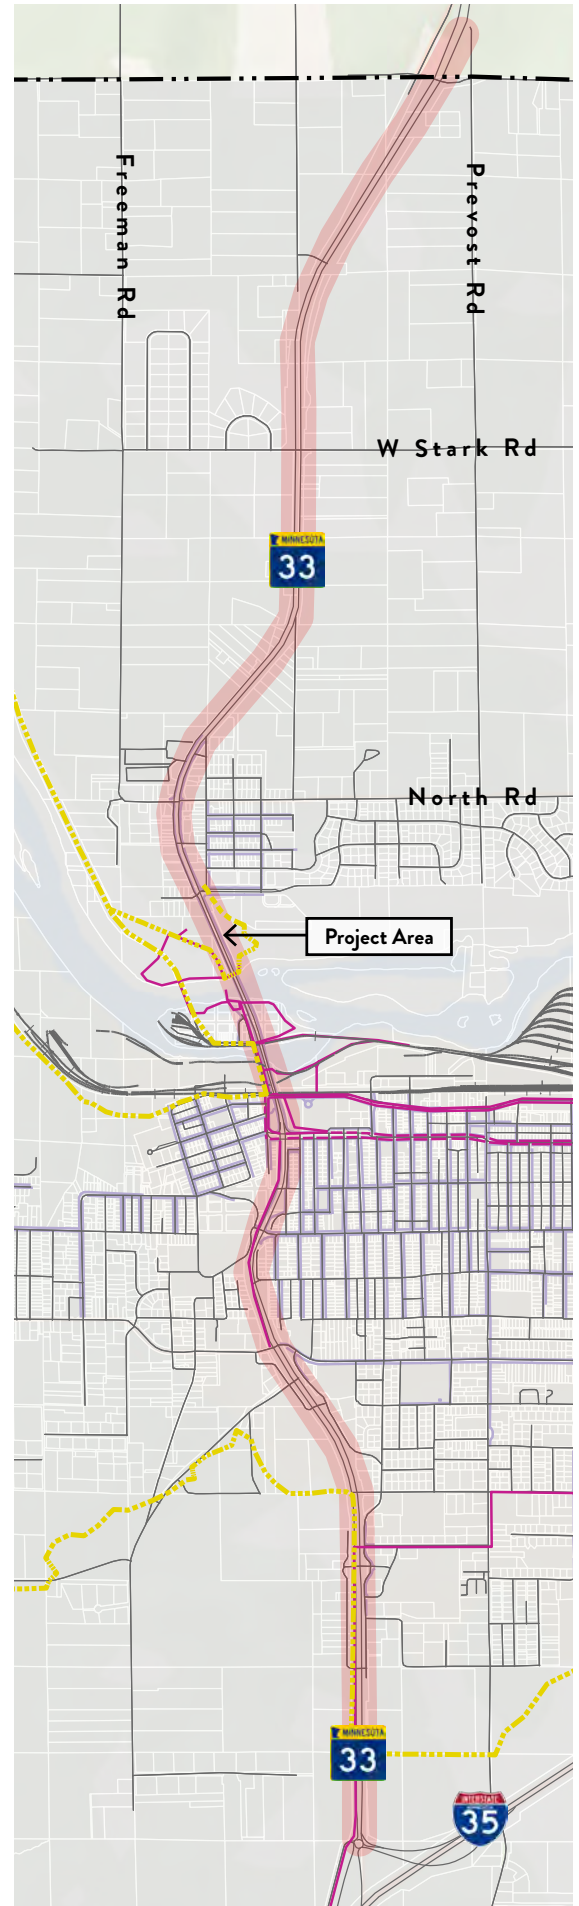 Freeman Rd
Prevost Rd
W Stark Rd
MINNESOTA
33
North Rd
Project Area
MINNESOTA
33
INTERSTATE
35